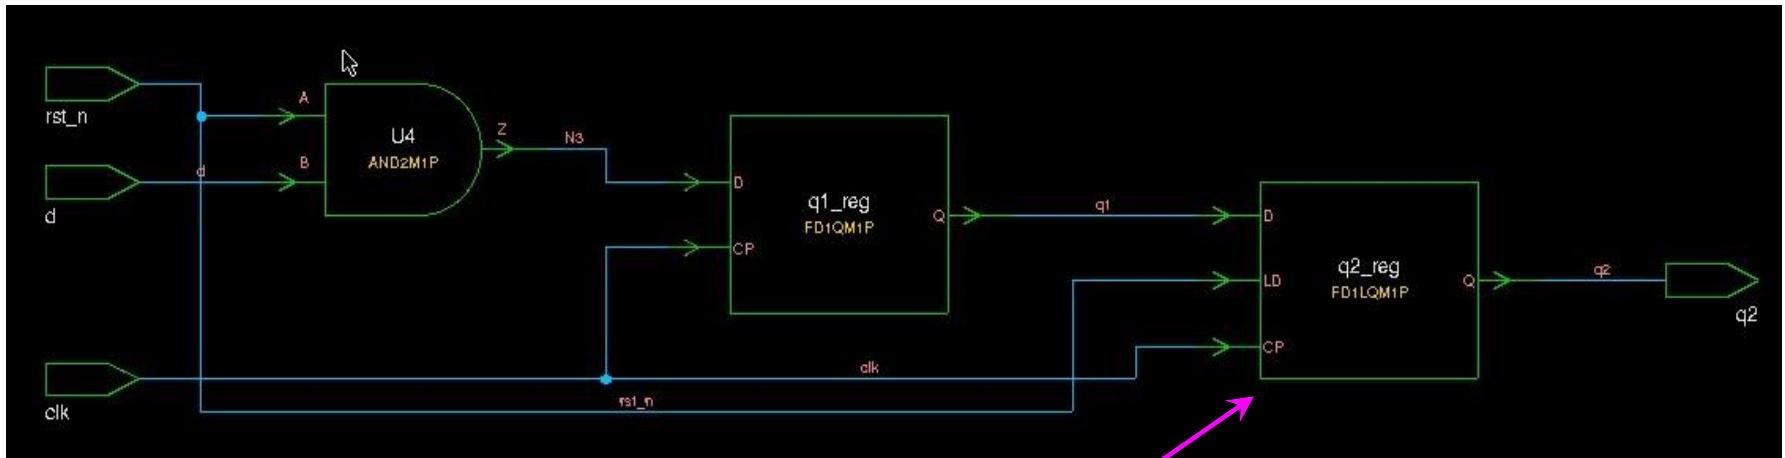 rst_n
A
U4
AND2M1P
Z
N3
d
B
d
D
q1_reg
FD1QM1P
Q
CP
q1
D
q2_reg
FD1LQM1P
LD
Q
CP
q2
q2
clk
clk
rst_n